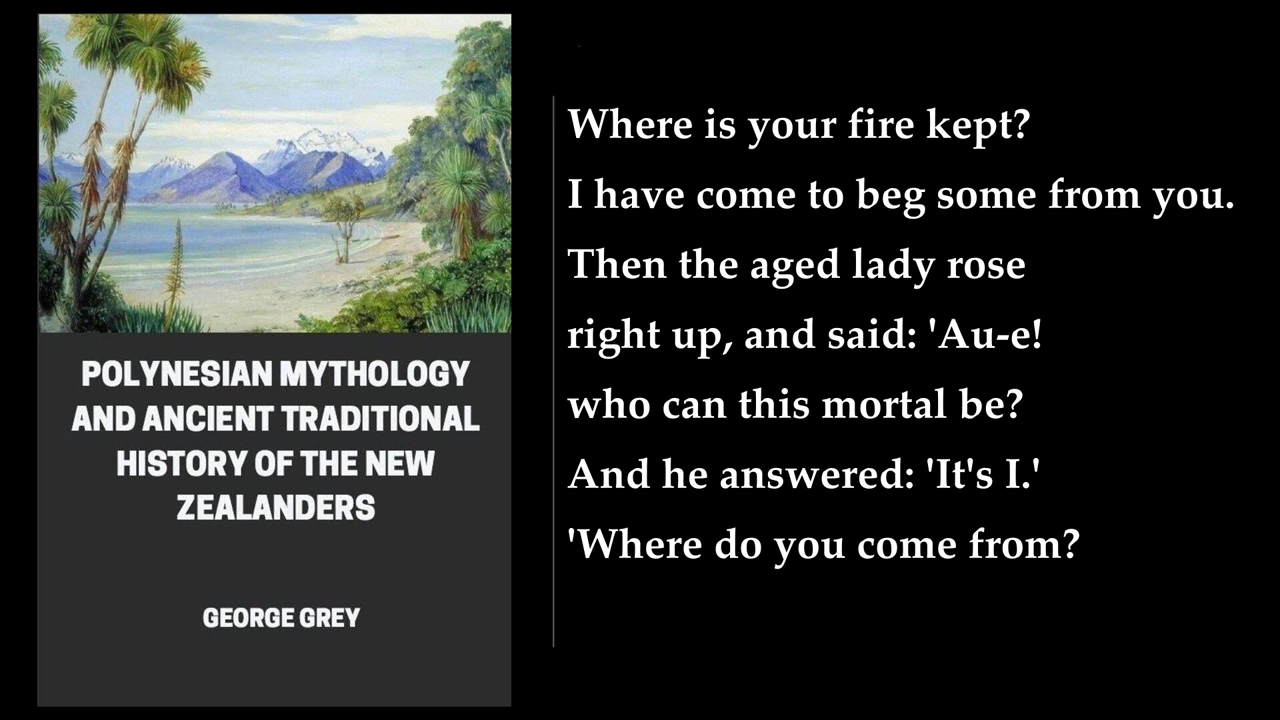 POLYNESIAN MYTHOLOGY
AND ANCIENT TRADITIONAL
HISTORY OF THE NEW
ZEALANDERS
GEORGE GREY
Where is your fire kept?
I have come to beg some from you.
Then the aged lady rose
right up, and said: 'Au-e!
who can this mortal be?
And he answered: 'It's I.'
'Where do you come from?